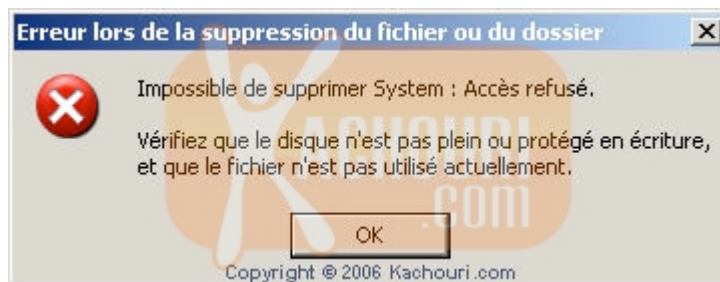 Erreur lors de la suppression du fichier ou du dossier
Impossible de supprimer System : Accès refusé.
Vérifiez que le disque n'est pas plein ou protégé en écriture,
et que le fichier n'est pas utilisé actuellement.
KACHOURI
.com
OK
Copyright © 2006 Kachouri.com